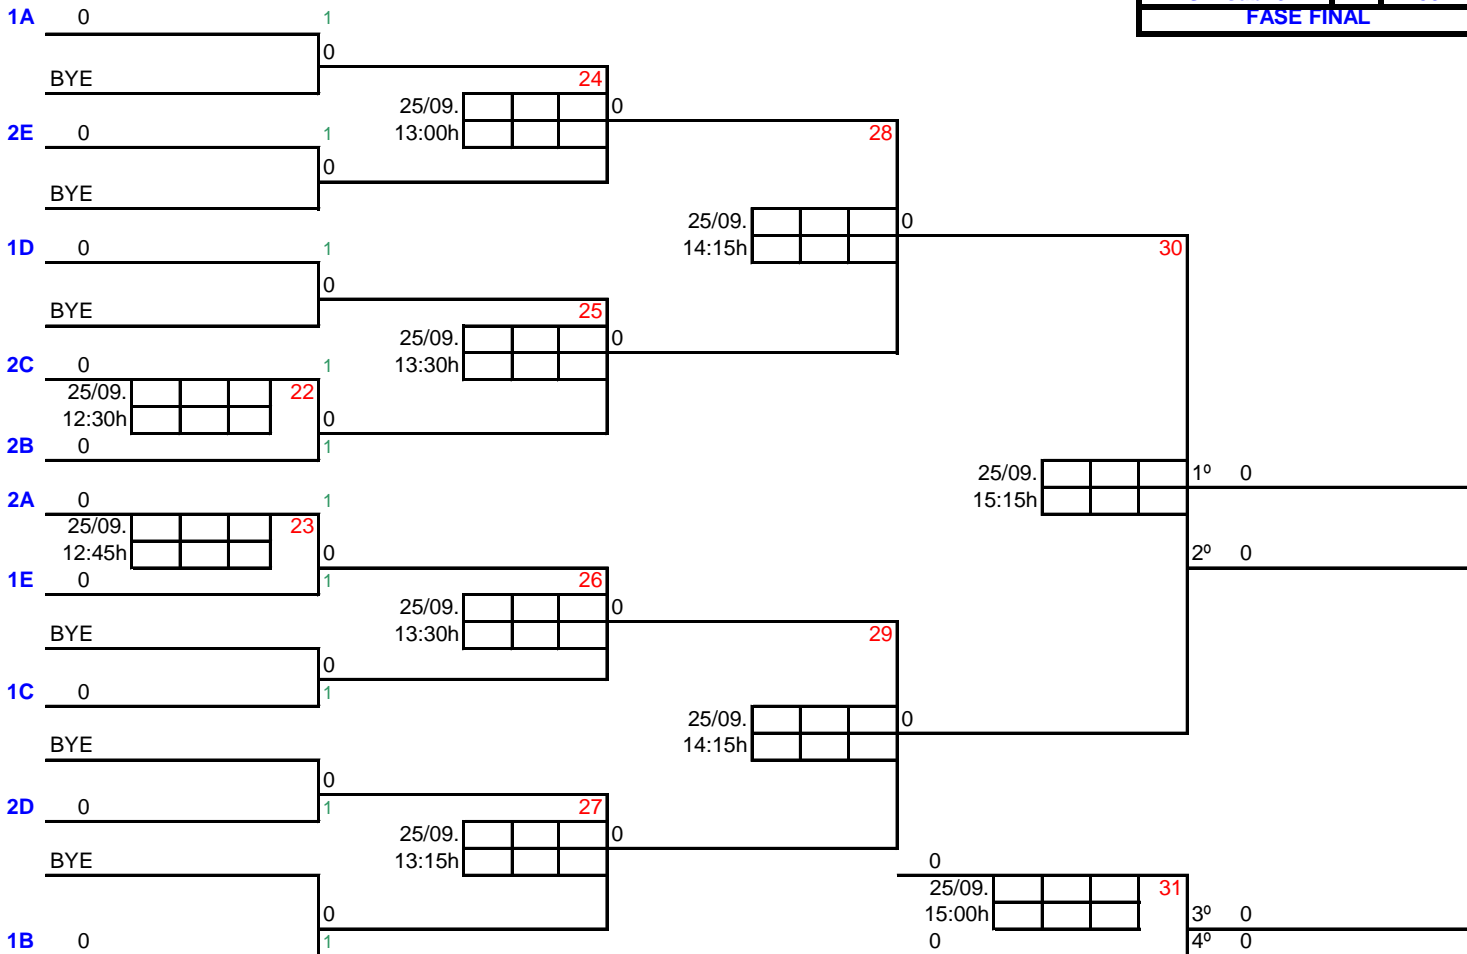 FASE FINAL
1A 0 1
0
BYE 24
25/09. 0
2E 0 1 13:00h 28
0
BYE
25/09. 0
1D 0 1 14:15h 30
0
BYE 25
25/09. 0
2C 0 1 13:30h
25/09. 22
12:30h 0
2B 0 1
25/09. 1º 0
2A 0 1 15:15h
25/09. 23
12:45h 0 2º 0
1E 0 1 26
25/09. 0
BYE 13:30h 29
0
1C 0 1
25/09. 0
BYE 14:15h
0
2D 0 1 27
25/09. 0
BYE 13:15h 0
25/09. 31
0 15:00h 3º 0
1B 0 1 0 4º 0